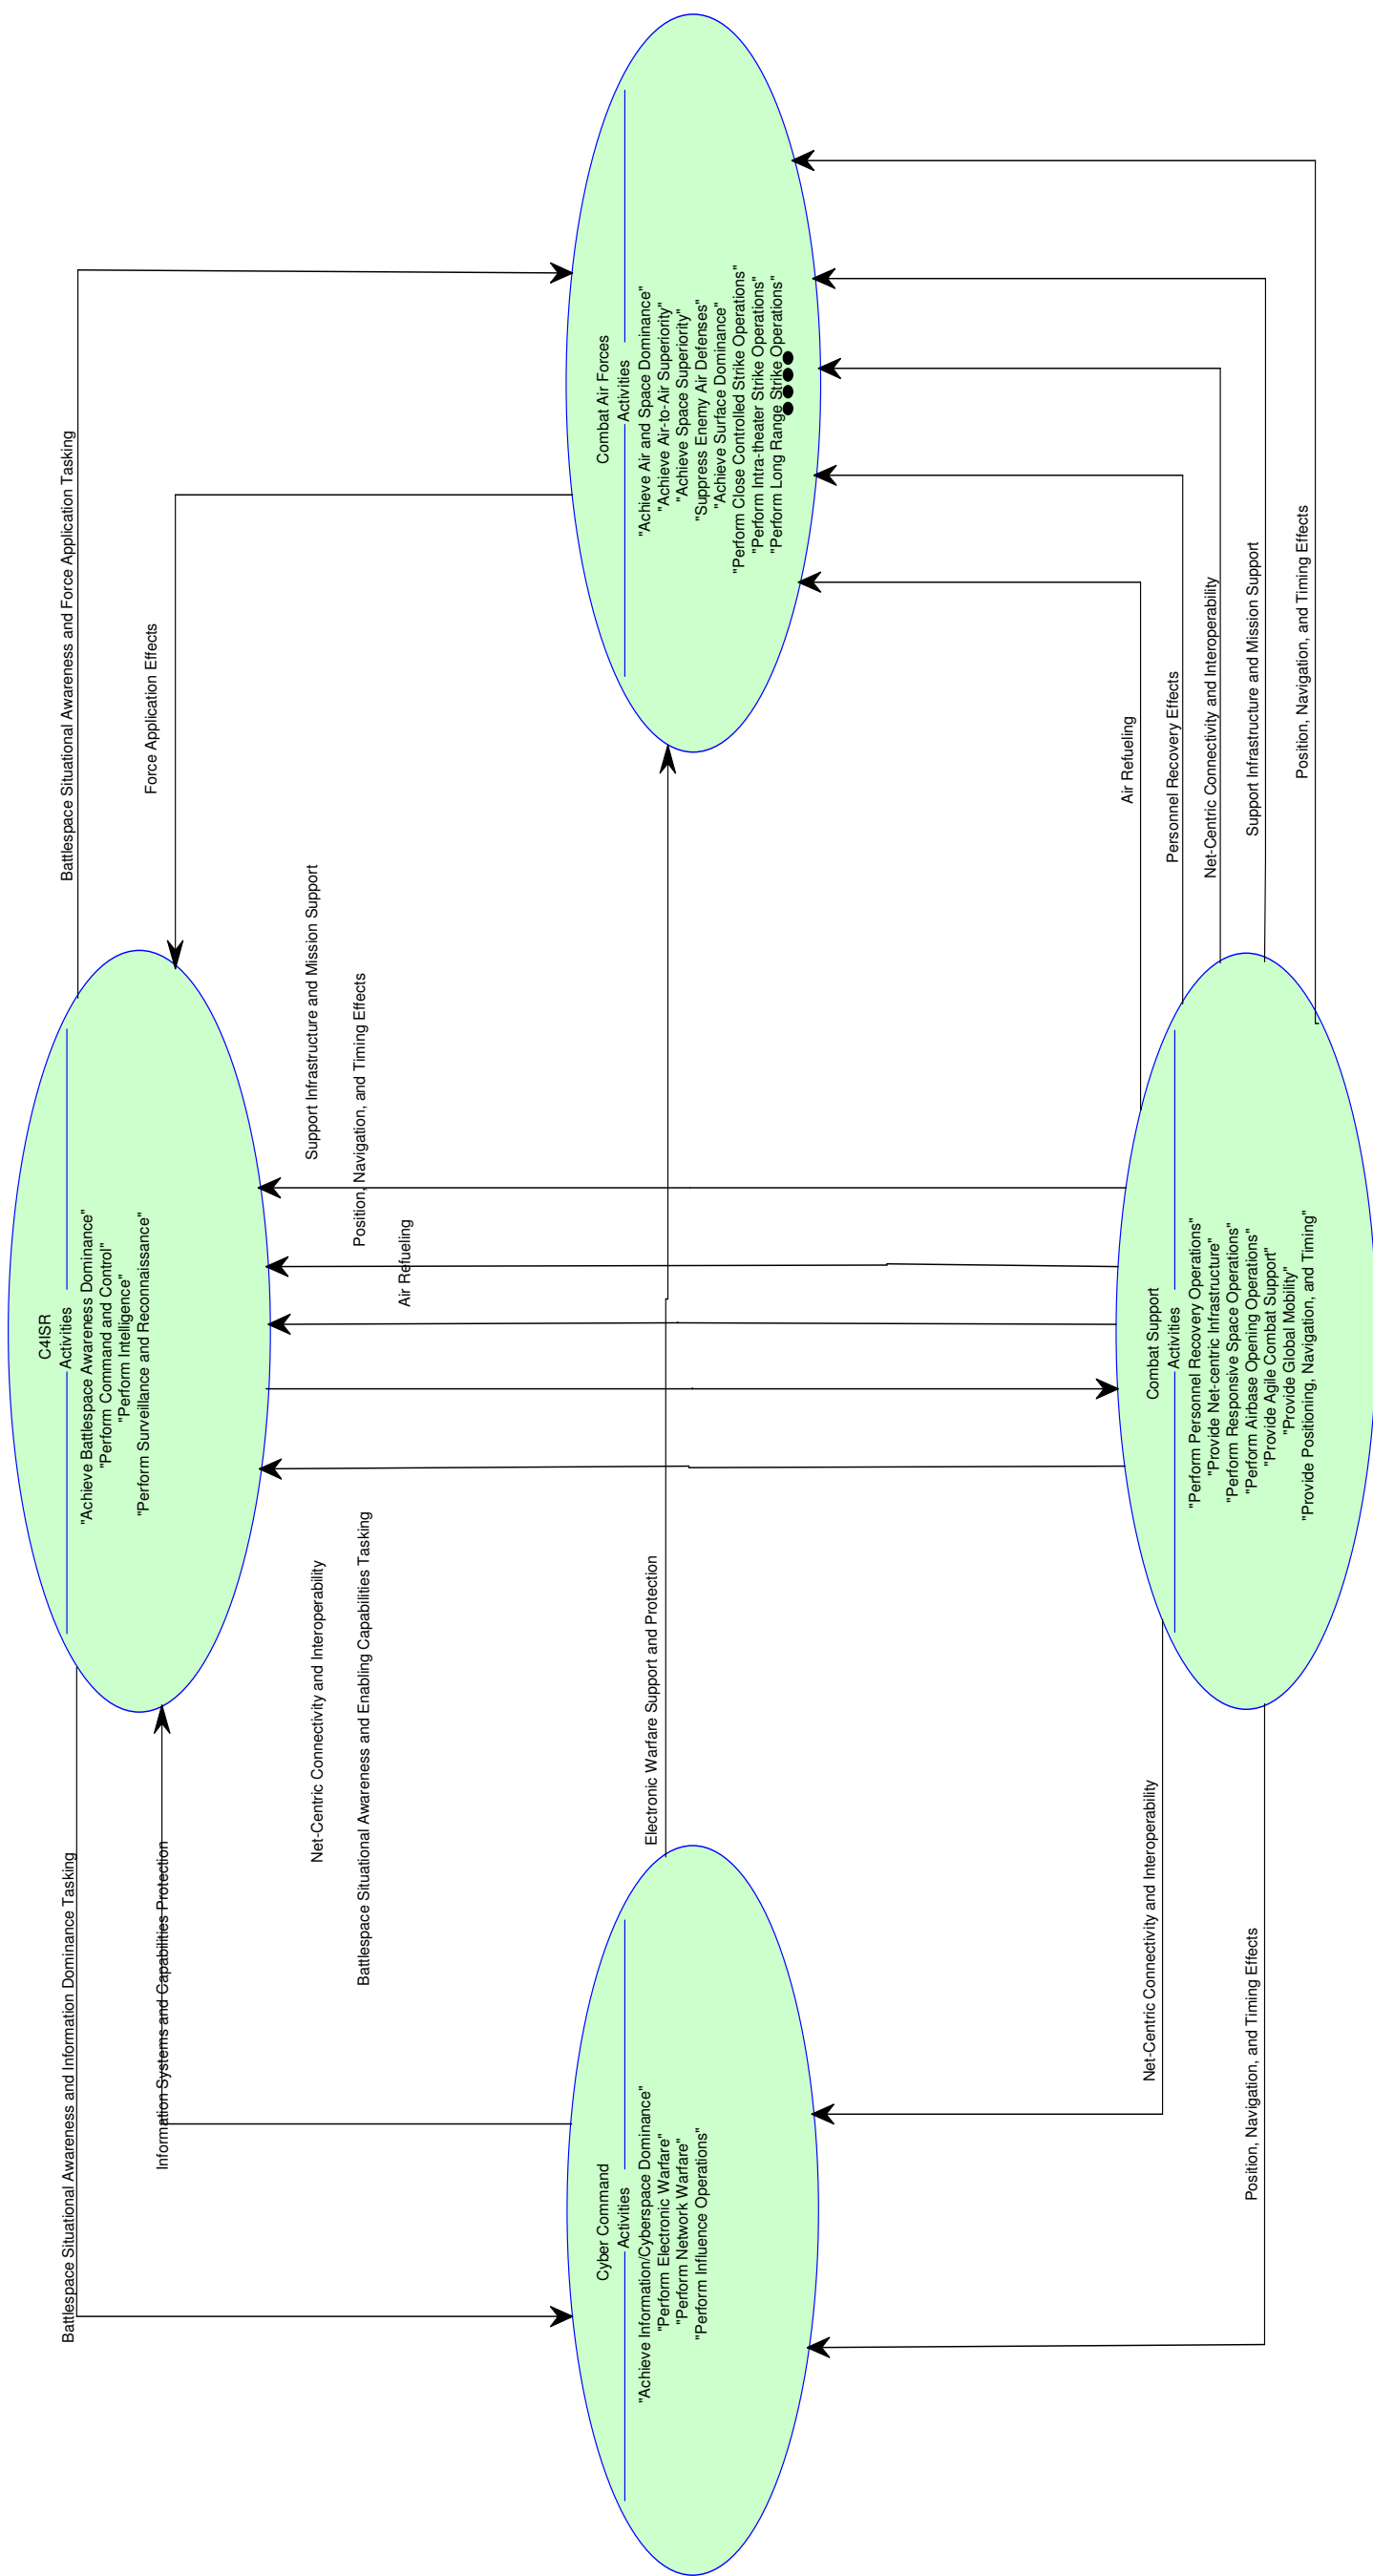 C4ISR
Activities
"Achieve Battlespace Awareness Dominance"
"Perform Command and Control"
"Perform Intelligence"
"Perform Surveillance and Reconnaissance"
Battlespace Situational Awareness and Information Dominance Tasking
Battlespace Situational Awareness and Force Application Tasking
Information Systems and Capabilities Protection
Force Application Effects
Net-Centric Connectivity and Interoperability
Support Infrastructure and Mission Support
Battlespace Situational Awareness and Enabling Capabilities Tasking
Position, Navigation, and Timing Effects
Air Refueling
Cyber Command
Activities
"Achieve Information/Cyberspace Dominance"
"Perform Electronic Warfare"
"Perform Network Warfare"
"Perform Influence Operations"
Electronic Warfare Support and Protection
Combat Air Forces
Activities
"Achieve Air and Space Dominance"
"Achieve Air-to-Air Superiority"
"Achieve Space Superiority"
"Suppress Enemy Air Defenses"
"Achieve Surface Dominance"
"Perform Close Controlled Strike Operations"
"Perform Intra-theater Strike Operations"
"Perform Long Range Strike Operations"
Net-Centric Connectivity and Interoperability
Position, Navigation, and Timing Effects
Combat Support
Activities
"Perform Personnel Recovery Operations"
"Provide Net-centric Infrastructure"
"Perform Responsive Space Operations"
"Perform Airbase Opening Operations"
"Provide Agile Combat Support"
"Provide Global Mobility"
"Provide Positioning, Navigation, and Timing"
Air Refueling
Personnel Recovery Effects
Net-Centric Connectivity and Interoperability
Support Infrastructure and Mission Support
Position, Navigation, and Timing Effects